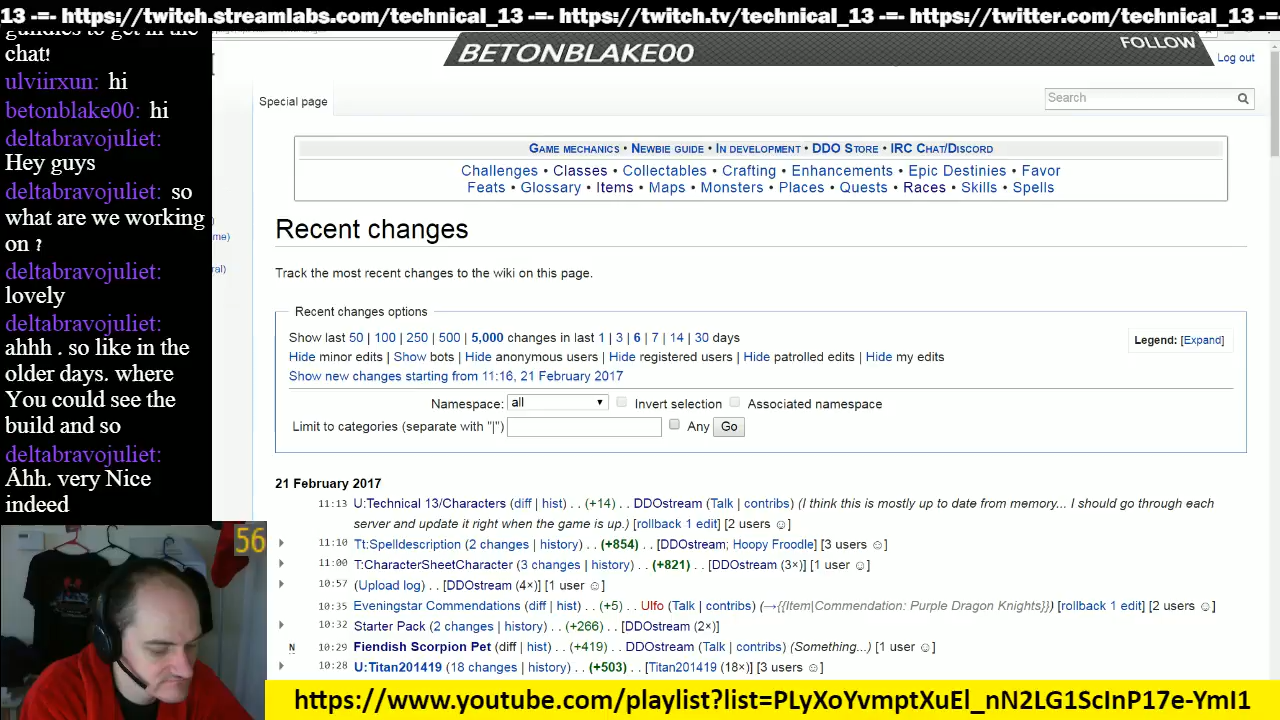 13 -=- https://twitch.streamlabs.com/technical_13 -=- https://twitch.tv/technical_13 -=- https://twitter.com/technical_13 -=-
BETONBLAKE00
FOLLOW
Log out
chat!
ulviirxun: hi
betonblake00: hi
deltabravojuliet:
Hey guys
deltabravojuliet: so
what are we working
on ?
deltabravojuliet:
lovely
deltabravojuliet:
ahhh . so like in the
older days. where
You could see the
build and so
deltabravojuliet:
Åhh. very Nice
indeed
56
Special page
Search
Game mechanics • Newbie guide • In development • DDO Store • IRC Chat/Discord
Challenges • Classes • Collectables • Crafting • Enhancements • Epic Destinies • Favor
Feats • Glossary • Items • Maps • Monsters • Places • Quests • Races • Skills • Spells
Recent changes
Track the most recent changes to the wiki on this page.
Recent changes options
Show last 50 | 100 | 250 | 500 | 5,000 changes in last 1 | 3 | 6 | 7 | 14 | 30 days
Legend: [Expand]
Hide minor edits | Show bots | Hide anonymous users | Hide registered users | Hide patrolled edits | Hide my edits
Show new changes starting from 11:16, 21 February 2017
Namespace: all Invert selection Associated namespace
Limit to categories (separate with "|") Any Go
21 February 2017
11:13 U:Technical 13/Characters (diff | hist) . . (+14) . . DDOstream (Talk | contribs) (I think this is mostly up to date from memory... I should go through each
server and update it right when the game is up.) [rollback 1 edit] [2 users ☺]
11:10 Tt:Spelldescription (2 changes | history) . . (+854) . . [DDOstream; Hoopy Froodle] [3 users ☺]
11:00 T:CharacterSheetCharacter (3 changes | history) . . (+821) . . [DDOstream (3×)] [1 user ☺]
10:57 (Upload log) . . [DDOstream (4×)] [1 user ☺]
10:35 Eveningstar Commendations (diff | hist) . . (+5) . . Ulfo (Talk | contribs) (→{{Item|Commendation: Purple Dragon Knights}}) [rollback 1 edit] [2 users ☺]
10:32 Starter Pack (2 changes | history) . . (+266) . . [DDOstream (2×)]
N 10:29 Fiendish Scorpion Pet (diff | hist) . . (+419) . . DDOstream (Talk | contribs) (Something...) [1 user ☺]
10:28 U:Titan201419 (18 changes | history) . . (+503) . . [Titan201419 (18×)] [3 users ☺]
https://www.youtube.com/playlist?list=PLyXoYvmptXuEl_nN2LG1ScInP17e-YmI1